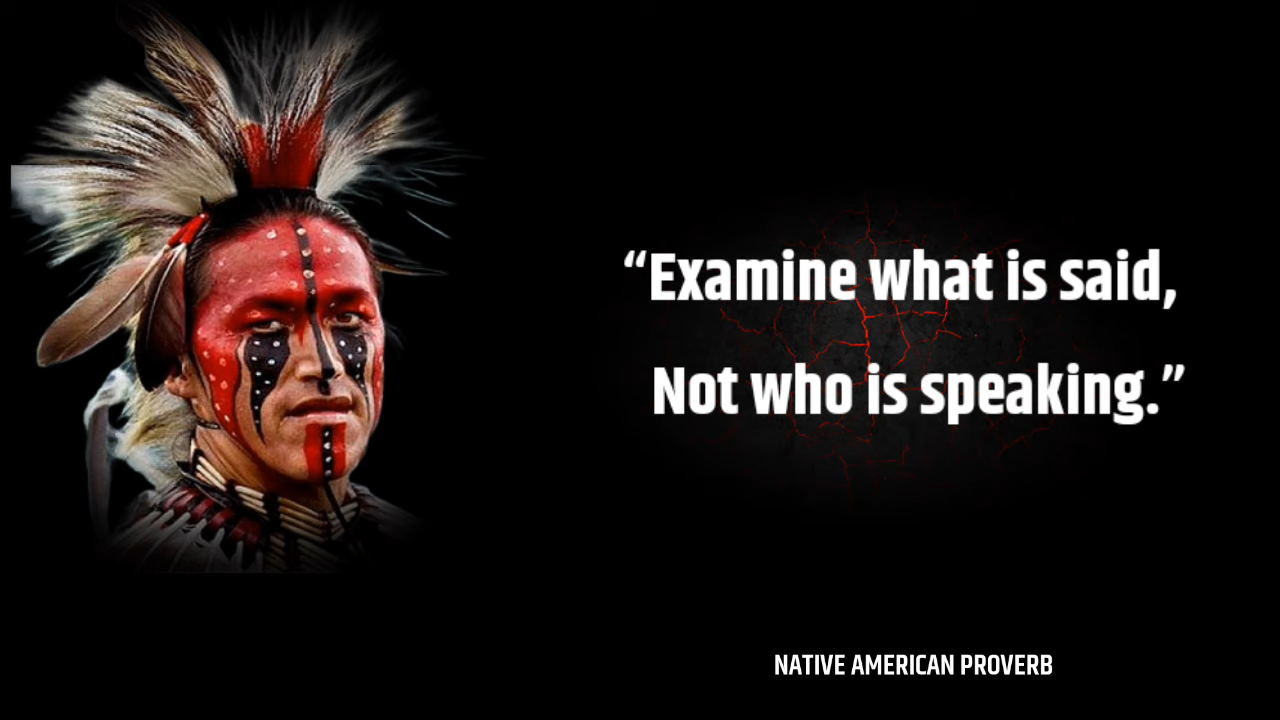 “Examine what is said,
Not who is speaking.”
NATIVE AMERICAN PROVERB